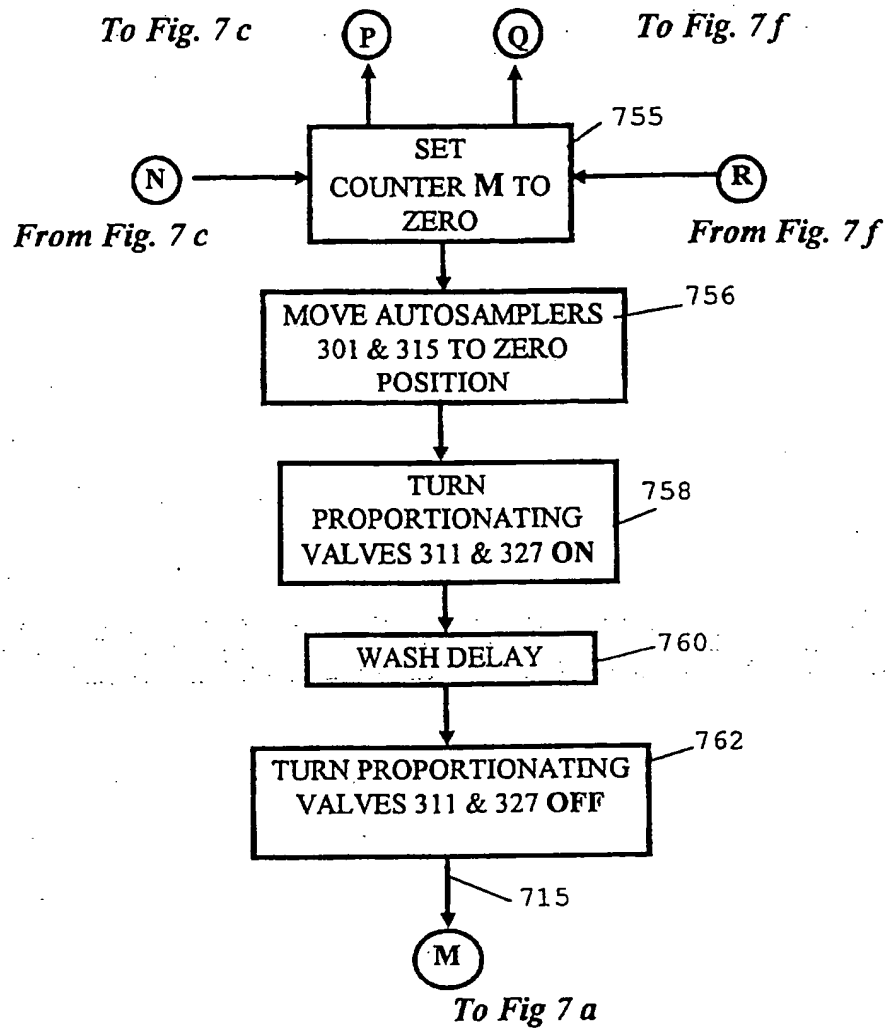 To Fig. 7 c
P
Q
To Fig. 7 f
755
SET
COUNTER M TO
ZERO
N
R
From Fig. 7 c
From Fig. 7 f
756
MOVE AUTOSAMPLERS
301 & 315 TO ZERO
POSITION
758
TURN
PROPORTIONATING
VALVES 311 & 327 ON
760
WASH DELAY
762
TURN PROPORTIONATING
VALVES 311 & 327 OFF
715
M
To Fig 7 a